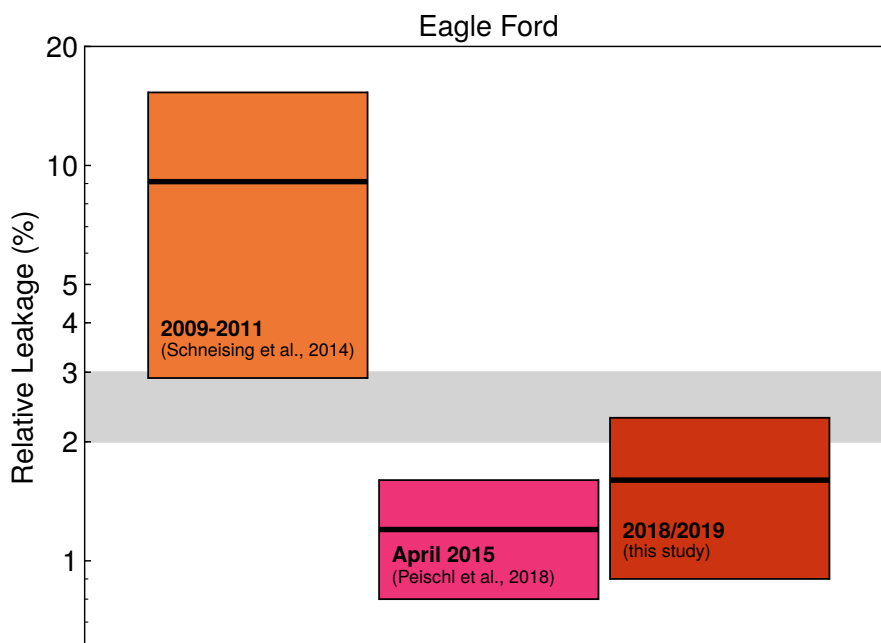 Eagle Ford
Relative Leakage (%)
20
10
5
4
3
2
1
2009-2011
(Schneising et al., 2014)
April 2015
(Peischl et al., 2018)
2018/2019
(this study)